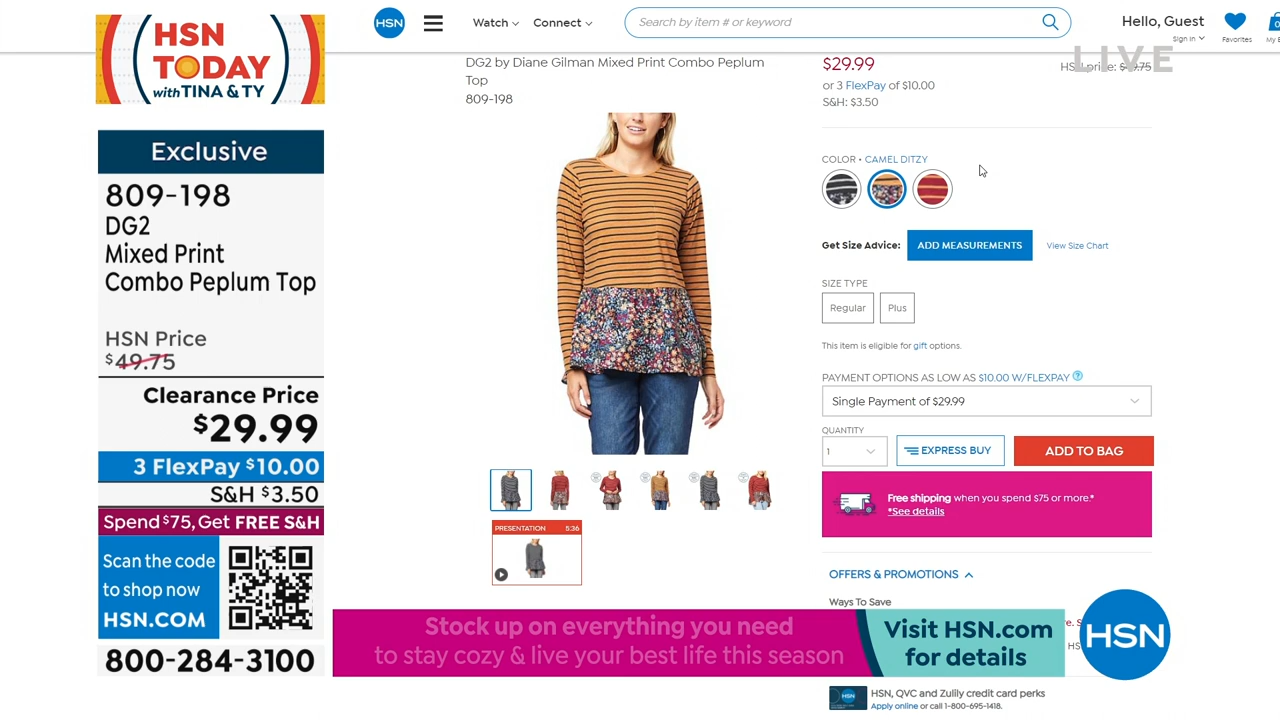 HSN
TODAY
with TINA & TY
Exclusive
809-198
DG2
Mixed Print
Combo Peplum Top
HSN Price
$49.75
Clearance Price
$29.99
3 FlexPay $10.00
S&H $3.50
Spend $75, Get FREE S&H
Scan the code
to shop now
HSN.COM
800-284-3100
HSN
Watch
Connect
Search by item # or keyword
Hello, Guest
Sign In
Favorites
LIVE
DG2 by Diane Gilman Mixed Print Combo Peplum
Top
809-198
$29.99
HSN price: $49.75
or 3 FlexPay of $10.00
S&H: $3.50
COLOR • CAMEL DITZY
Get Size Advice: ADD MEASUREMENTS View Size Chart
SIZE TYPE
Regular Plus
This item is eligible for gift options.
PAYMENT OPTIONS AS LOW AS $10.00 W/FLEXPAY ?
Single Payment of $29.99
QUANTITY
1 EXPRESS BUY ADD TO BAG
Free shipping when you spend $75 or more.*
*See details
PRESENTATION 5:36
OFFERS & PROMOTIONS
Ways To Save
Stock up on everything you need
to stay cozy & live your best life this season
Visit HSN.com
for details
HSN
HSN, QVC and Zulily credit card perks
Apply online or call 1-800-695-1418.